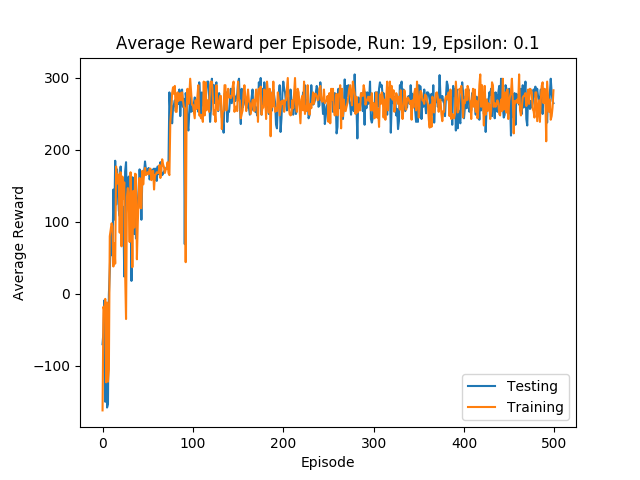 Average Reward per Episode, Run: 19, Epsilon: 0.1
300
200
100
0
−100
Average Reward
0
100
200
300
400
500
Episode
Testing
Training